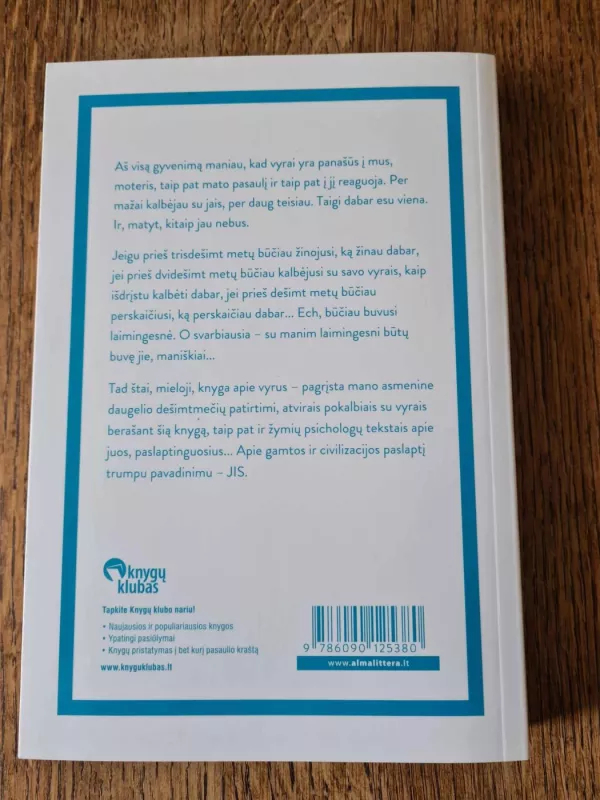 Aš visą gyvenimą maniau, kad vyrai yra panašūs į mus,
moteris, taip pat mato pasaulį ir taip pat į jį reaguoja. Per
mažai kalbėjau su jais, per daug teisiau. Taigi dabar esu viena.
Ir, matyt, kitaip jau nebus.
Jeigu prieš trisdešimt metų būčiau žinojusi, ką žinau dabar,
jei prieš dvidešimt metų būčiau kalbėjusi su savo vyrais, kaip
išdrįstu kalbėti dabar, jei prieš dešimt metų būčiau
perskaičiusi, ką perskaičiau dabar... Ech, būčiau buvusi
laimingesnė. O svarbiausia – su manim laimingesni būtų
buvę jie, maniškiai...
Tad štai, mieloji, knyga apie vyrus – pagrįsta mano asmenine
daugelio dešimtmečių patirtimi, atvirais pokalbiais su vyrais
berašant šią knygą, taip pat ir žymių psichologų tekstais apie
juos, paslaptinguosius... Apie gamtos ir civilizacijos paslaptį
trumpu pavadinimu – JIS.
knygų
klubas
Tapkite Knygų klubo nariu!
• Naujausios ir populiariausios knygos
• Ypatingi pasiūlymai
• Knygų pristatymas į bet kurį pasaulio kraštą
www.knyguklubas.lt
9 786090 125380
www.almalittera.lt